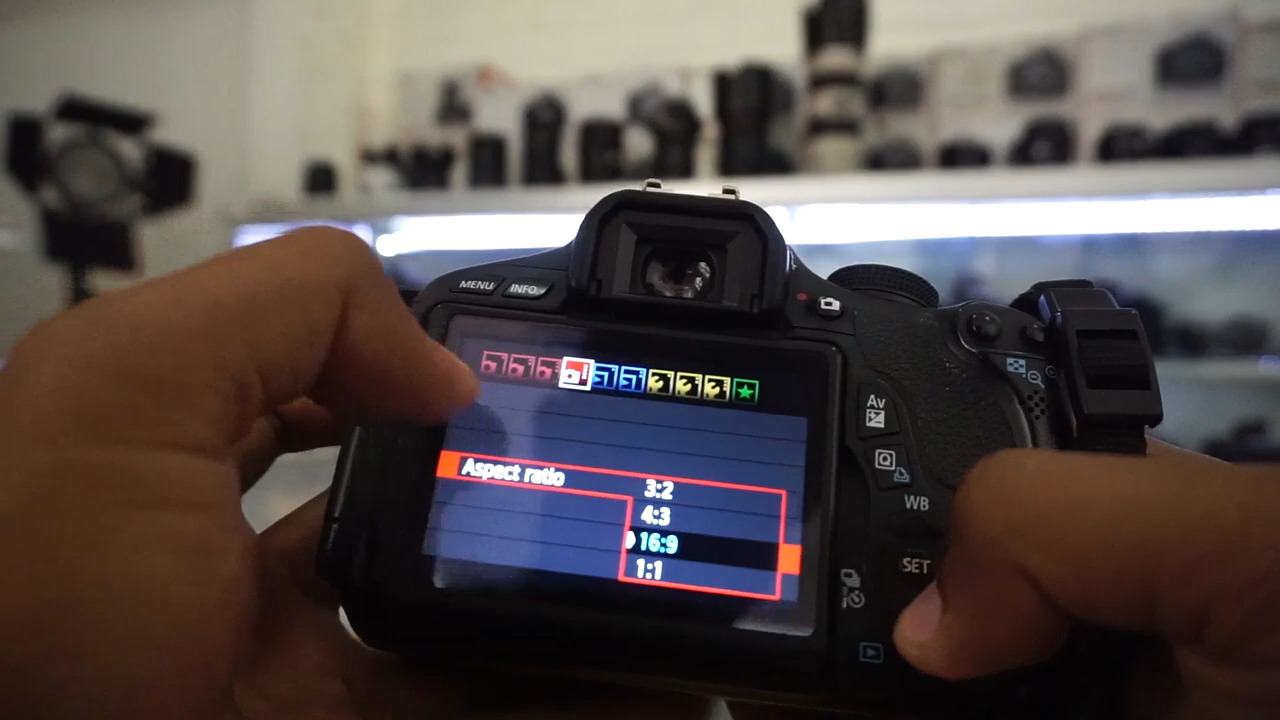 MENU INFO.
Av
Q
WB
SET
Aspect ratio
3:2
4:3
16:9
1:1